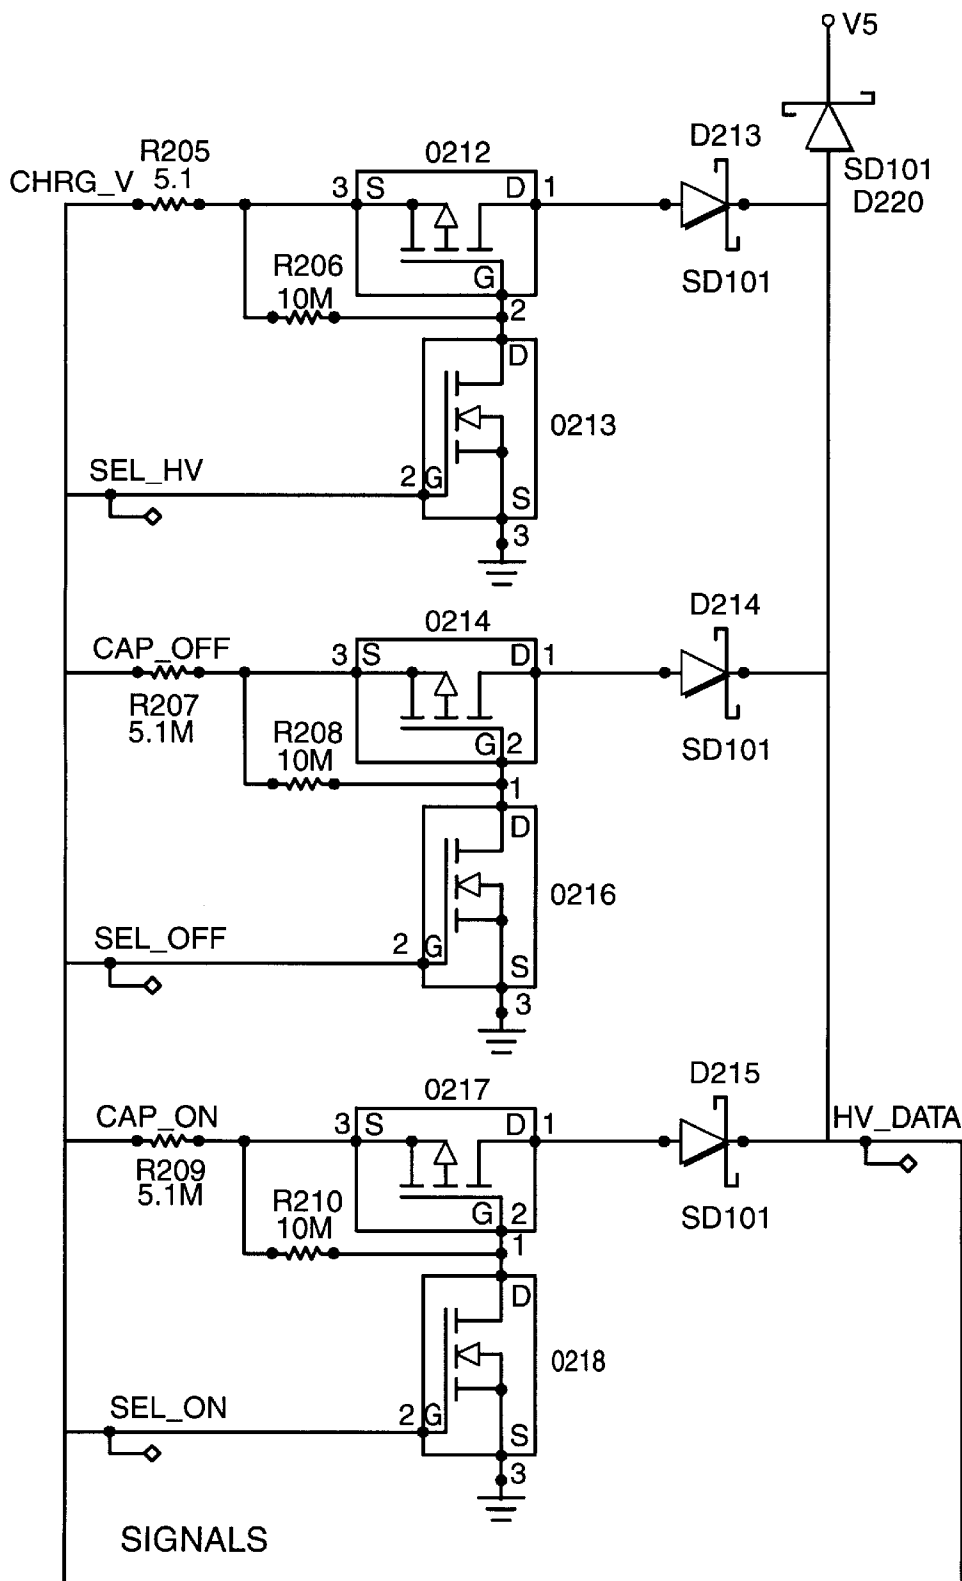 V5
SD101
D220
D213
SD101
R205
5.1
CHRG_V
0212
3 S D 1
G
2
R206
10M
D
0213
SEL_HV
2 G
S
3
D214
SD101
0214
CAP_OFF
R207
5.1M
3 S D 1
G 2
R208
10M
1
D
0216
SEL_OFF
2 G
S
3
D215
SD101
HV_DATA
0217
CAP_ON
R209
5.1M
3 S D 1
G 2
R210
10M
1
D
0218
SEL_ON
2 G
S
3
SIGNALS